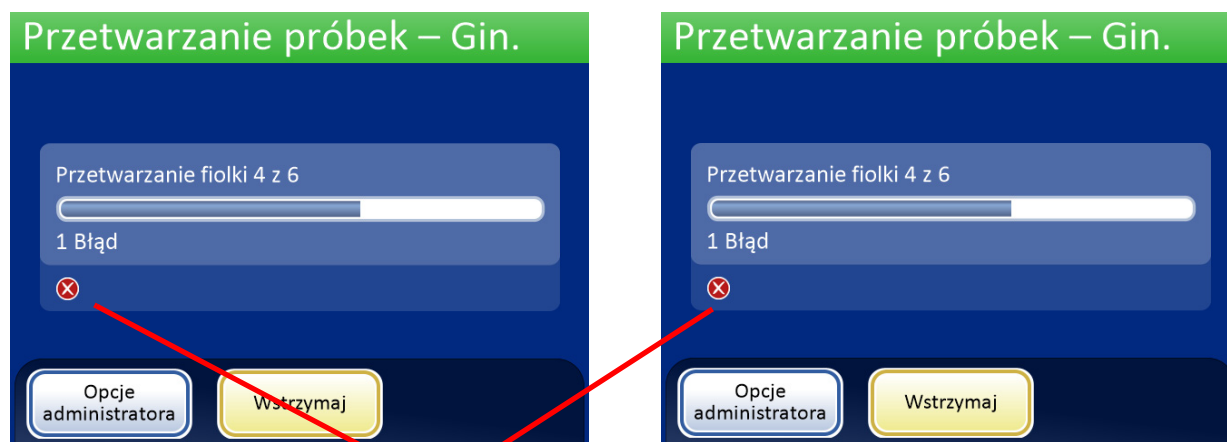 Przetwarzanie próbek – Gin.
Przetwarzanie fiolki 4 z 6
1 Błąd
Opcje
administratora
Wstrzymaj
Przetwarzanie próbek – Gin.
Przetwarzanie fiolki 4 z 6
1 Błąd
Opcje
administratora
Wstrzymaj